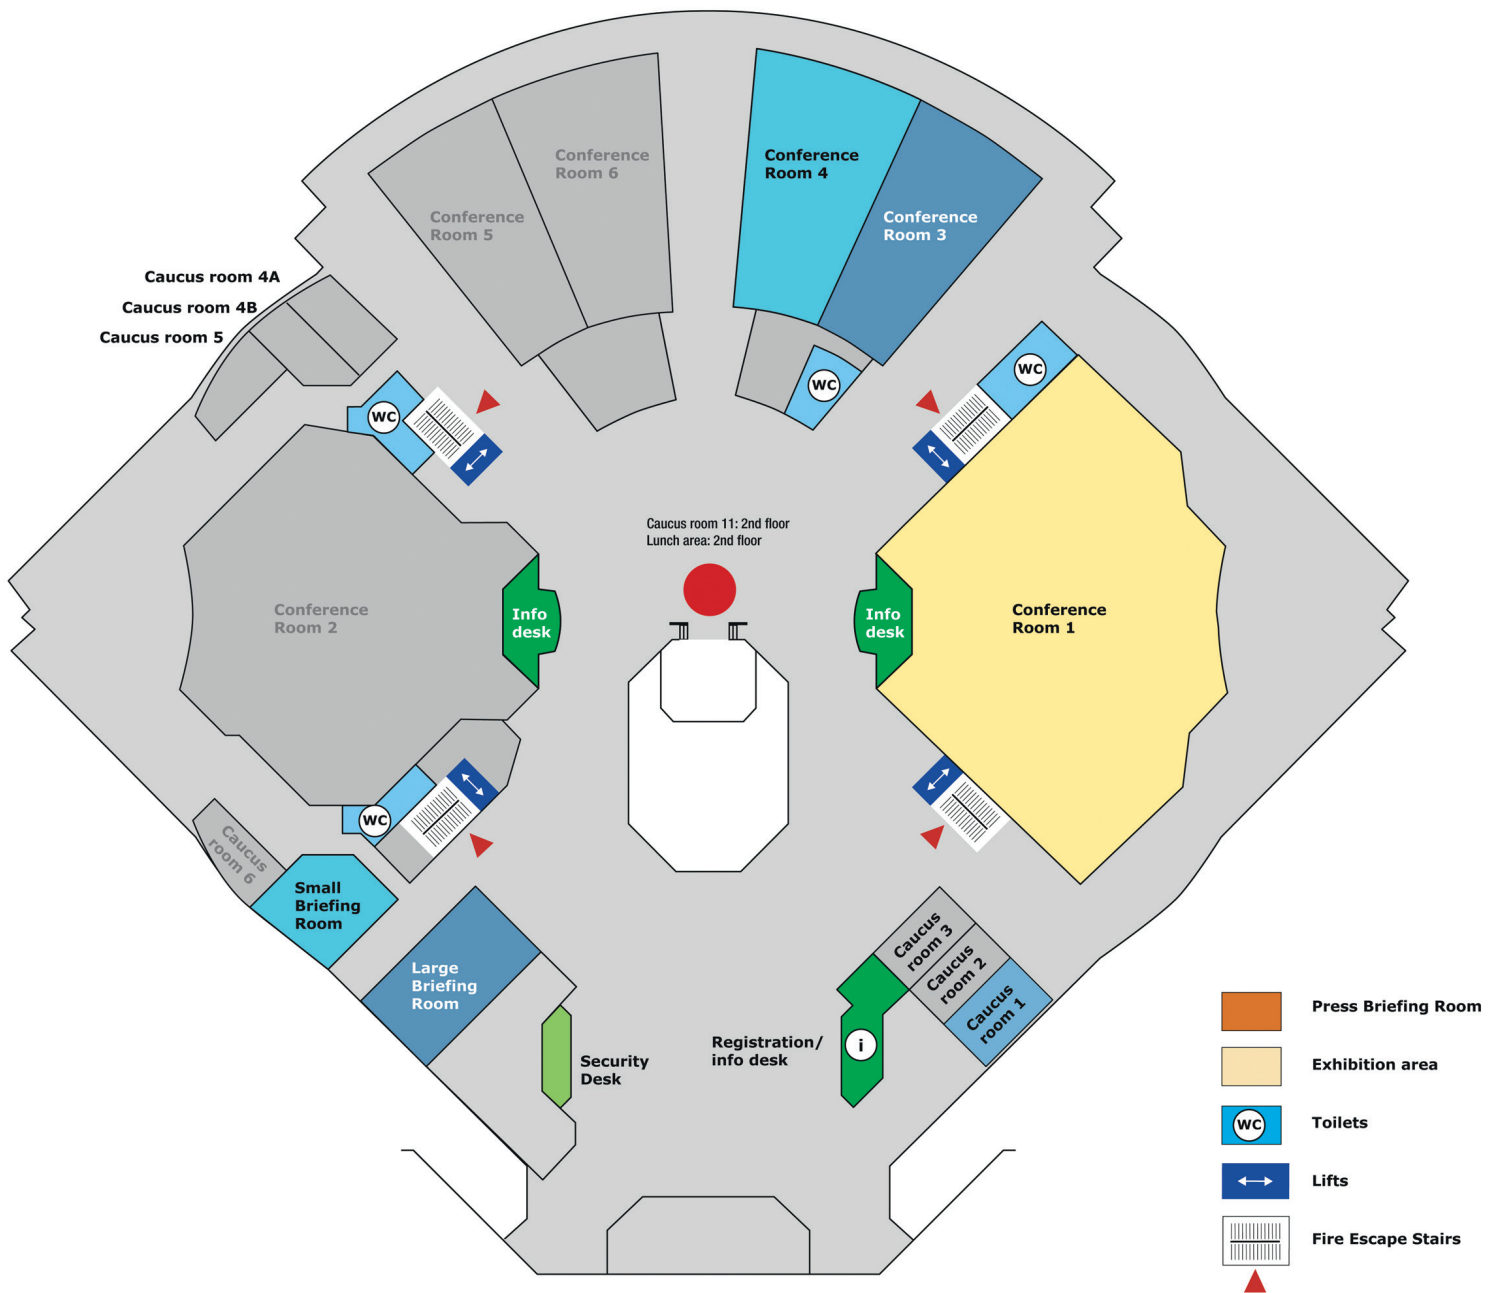 Conference
Room 6
Conference
Room 4
Conference
Room 5
Conference
Room 3
Caucus room 4A
Caucus room 4B
Caucus room 5
WC
WC
WC
Caucus room 11: 2nd floor
Lunch area: 2nd floor
Conference
Room 2
Info
desk
Info
desk
Conference
Room 1
WC
Caucus
room 6
Small
Briefing
Room
Large
Briefing
Room
Caucus
room 3
Caucus
room 2
Caucus
room 1
Security
Desk
Registration/
info desk
i
Press Briefing Room
Exhibition area
WC
Toilets
Lifts
Fire Escape Stairs